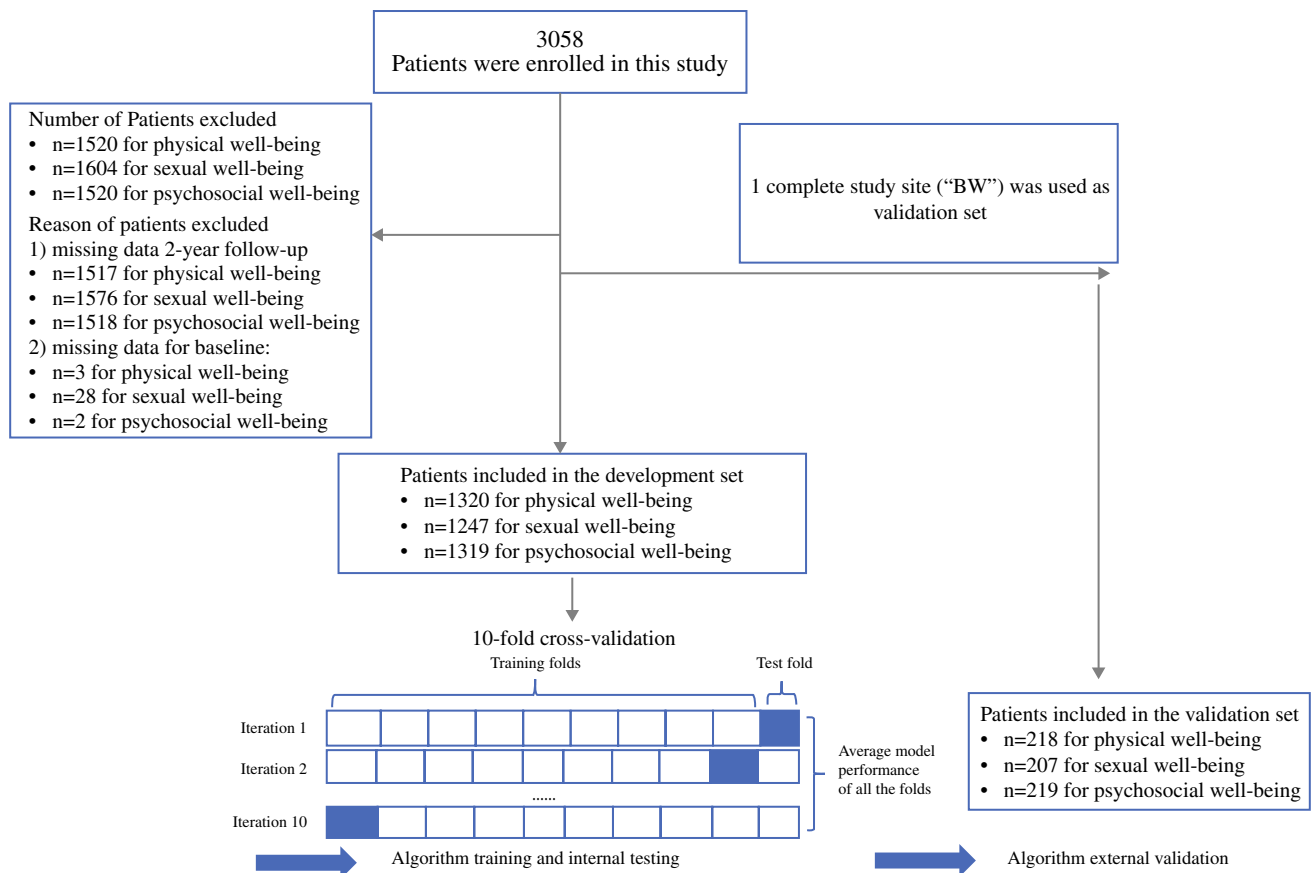 3058
Patients were enrolled in this study
Number of Patients excluded
• n=1520 for physical well-being
• n=1604 for sexual well-being
• n=1520 for psychosocial well-being
Reason of patients excluded
1) missing data 2-year follow-up
• n=1517 for physical well-being
• n=1576 for sexual well-being
• n=1518 for psychosocial well-being
2) missing data for baseline:
• n=3 for physical well-being
• n=28 for sexual well-being
• n=2 for psychosocial well-being
1 complete study site (“BW”) was used as
validation set
Patients included in the development set
• n=1320 for physical well-being
• n=1247 for sexual well-being
• n=1319 for psychosocial well-being
10-fold cross-validation
Training folds
Test fold
Iteration 1
Iteration 2
......
Iteration 10
Average model
performance
of all the folds
Patients included in the validation set
• n=218 for physical well-being
• n=207 for sexual well-being
• n=219 for psychosocial well-being
Algorithm training and internal testing
Algorithm external validation